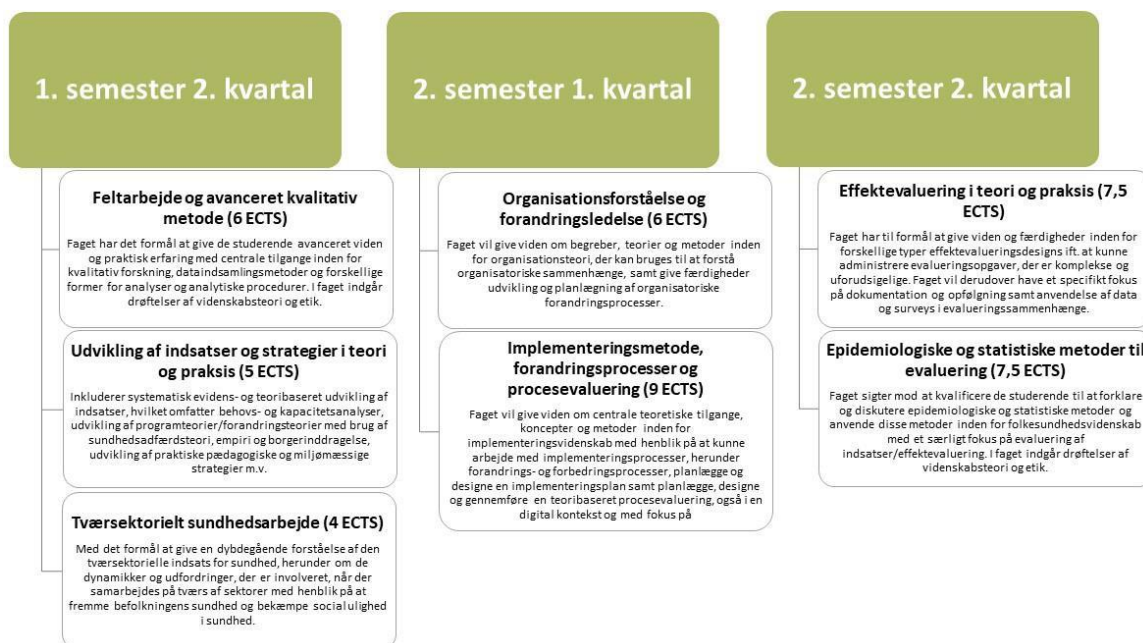 1. semester 2. kvartal
Feltarbejde og avanceret kvalitativ
metode (6 ECTS)
Faget har det formål at give de studerende avanceret viden
og praktisk erfaring med centrale tilgange inden for
kvalitativ forskning, dataindsamlingsmetoder og forskellige
former for analyser og analytiske procedurer. I faget indgår
drøftelser af videnskabsteori og etik.
Udvikling af indsatser og strategier i teori
og praksis (5 ECTS)
Inkluderer systematisk evidens- og teoribaseret udvikling af
indsatser, hvilket omfatter behovs- og kapacitetsanalyser,
udvikling af programteorier/forandringsteorier med brug af
sundhedsadfærdsteori, empiri og borgerinddragelse,
udvikling af praktiske pædagogiske og miljømæssige
strategier m.v.
Tværsektorielt sundhedsarbejde (4 ECTS)
Med det formål at give en dybdegående forståelse af den
tværsektorielle indsats for sundhed, herunder om de
dynamikker og udfordringer, der er involveret, når der
samarbejdes på tværs af sektorer med henblik på at
fremme befolkningens sundhed og bekæmpe social ulighed
i sundhed.
2. semester 1. kvartal
Organisationsforståelse og
forandringsledelse (6 ECTS)
Faget vil give viden om begreber, teorier og metoder inden
for organisationsteori, der kan bruges til at forstå
organisatoriske sammenhænge, samt give færdigheder
udvikling og planlægning af organisatoriske
forandringsprocesser.
Implementeringsmetode,
forandringsprocesser og
procesevaluering (9 ECTS)
Faget vil give viden om centrale teoretiske tilgange,
koncepter og metoder inden for
implementeringsvidenskab med henblik på at kunne
arbejde med implementeringsprocesser, herunder
forandrings- og forbedringsprocesser, planlægge og
designe en implementeringsplan samt planlægge, designe
og gennemføre en teoribaseret procesevaluering, også i en
digital kontekst og med fokus på
2. semester 2. kvartal
Effektevaluering i teori og praksis (7,5
ECTS)
Faget har til formål at give viden og færdigheder inden for
forskellige typer effektevalueringsdesigns ift. at kunne
administrere evalueringsopgaver, der er komplekse og
uforudsigelige. Faget vil derudover have et specifikt fokus
på dokumentation og opfølgning samt anvendelse af data
og surveys i evalueringssammenhænge.
Epidemiologiske og statistiske metoder til
evaluering (7,5 ECTS)
Faget sigter mod at kvalificere de studerende til at forklare
og diskutere epidemiologiske og statistiske metoder og
anvende disse metoder inden for folkesundhedsvidenskab
med et særligt fokus på evaluering af
indsatser/effektevaluering. I faget indgår drøftelser af
videnskabsteori og etik.